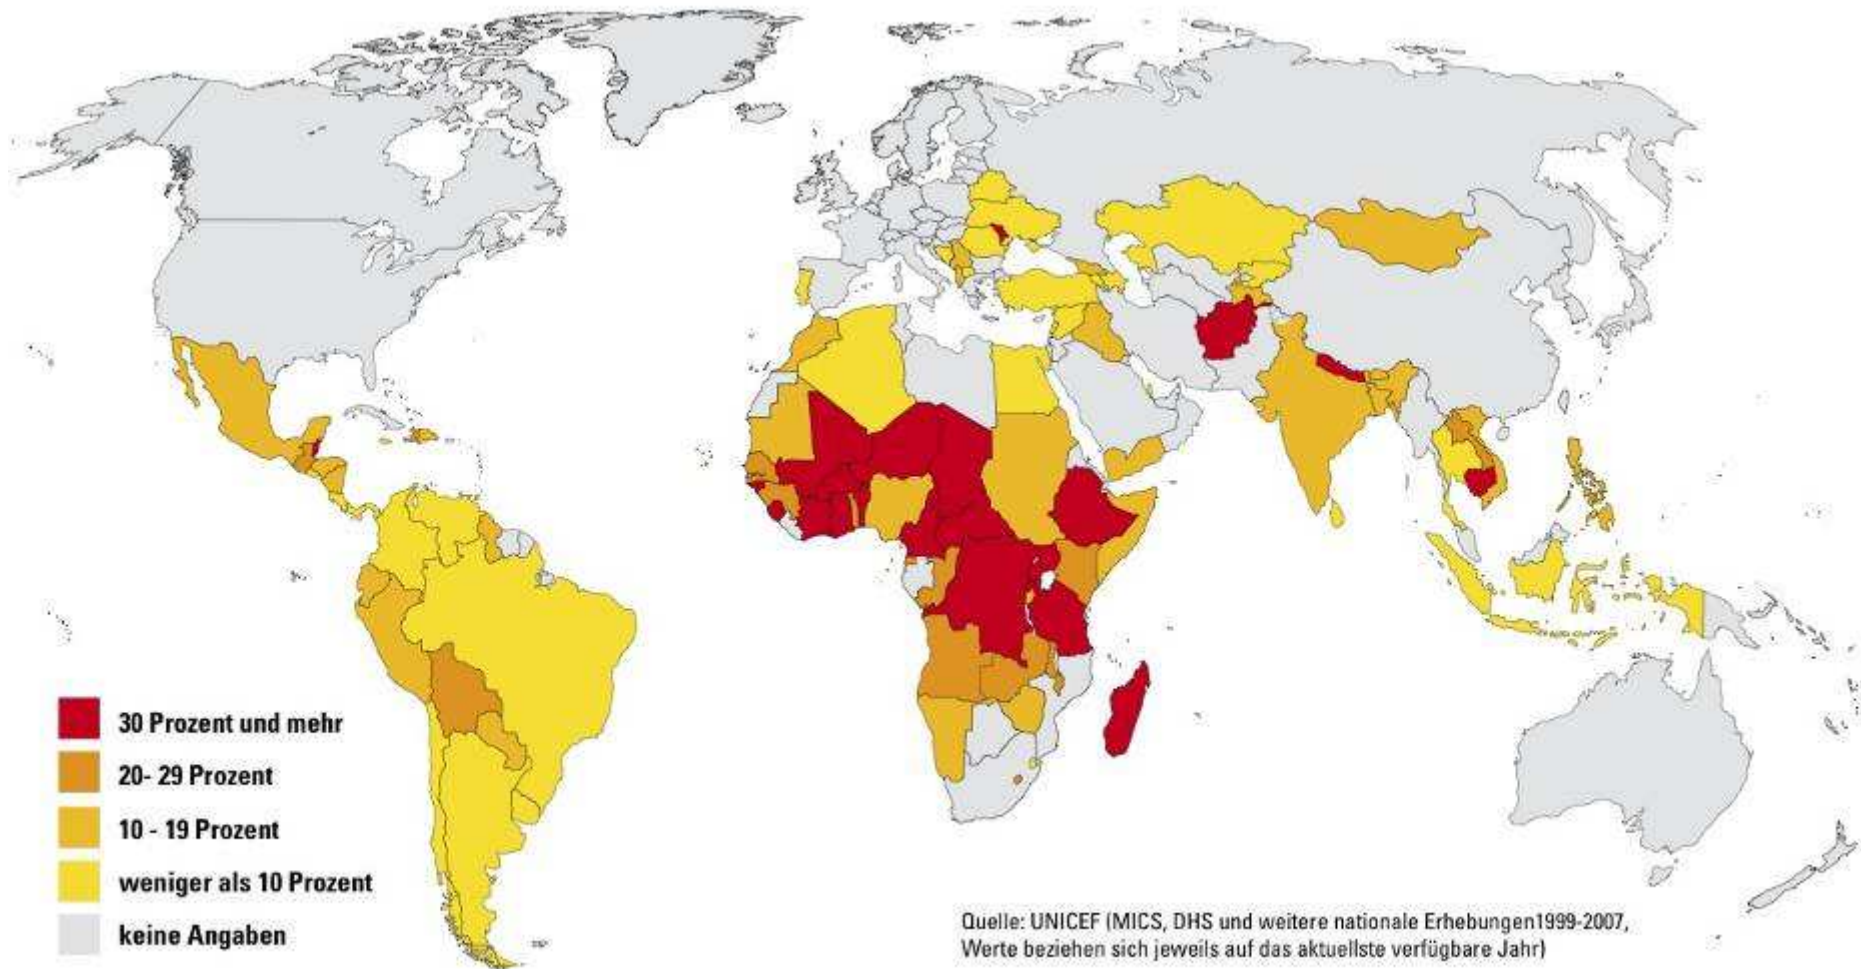 30 Prozent und mehr
20- 29 Prozent
10 - 19 Prozent
weniger als 10 Prozent
keine Angaben
Quelle: UNICEF (MICS, DHS und weitere nationale Erhebungen1999-2007,
Werte beziehen sich jeweils auf das aktuellste verfügbare Jahr)